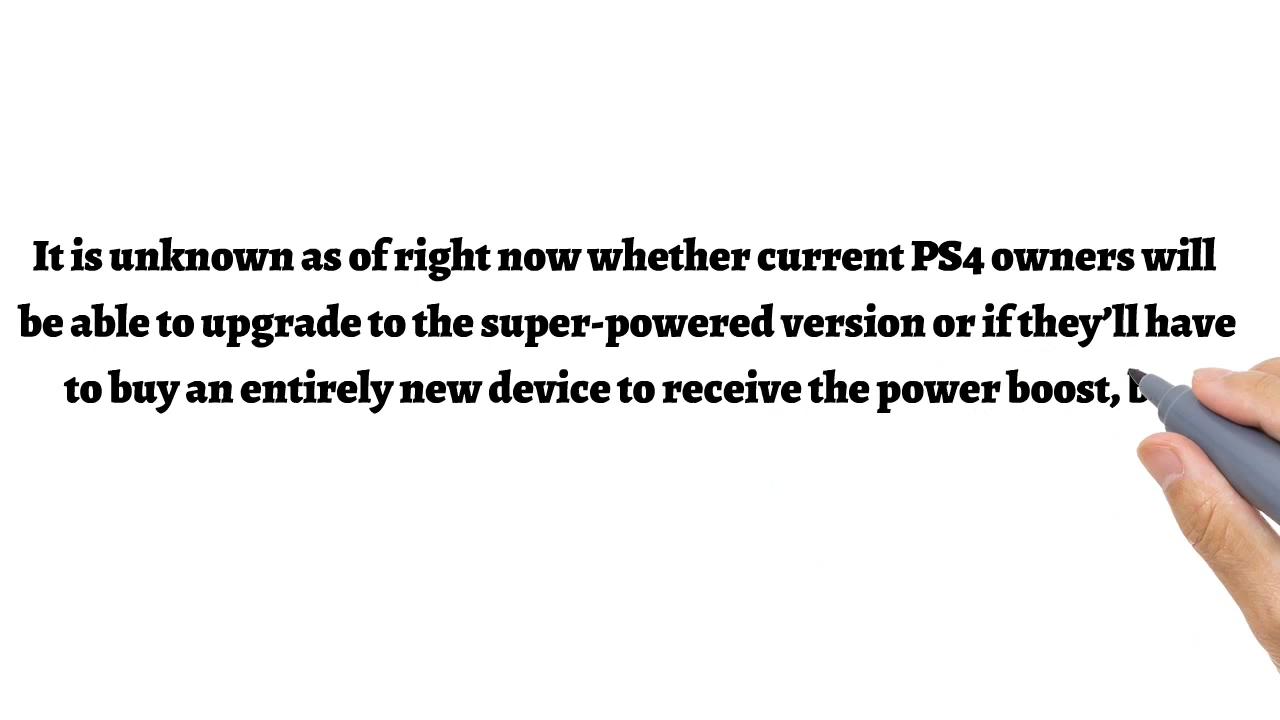 It is unknown as of right now whether current PS4 owners will
be able to upgrade to the super-powered version or if they’ll have
to buy an entirely new device to receive the power boost,